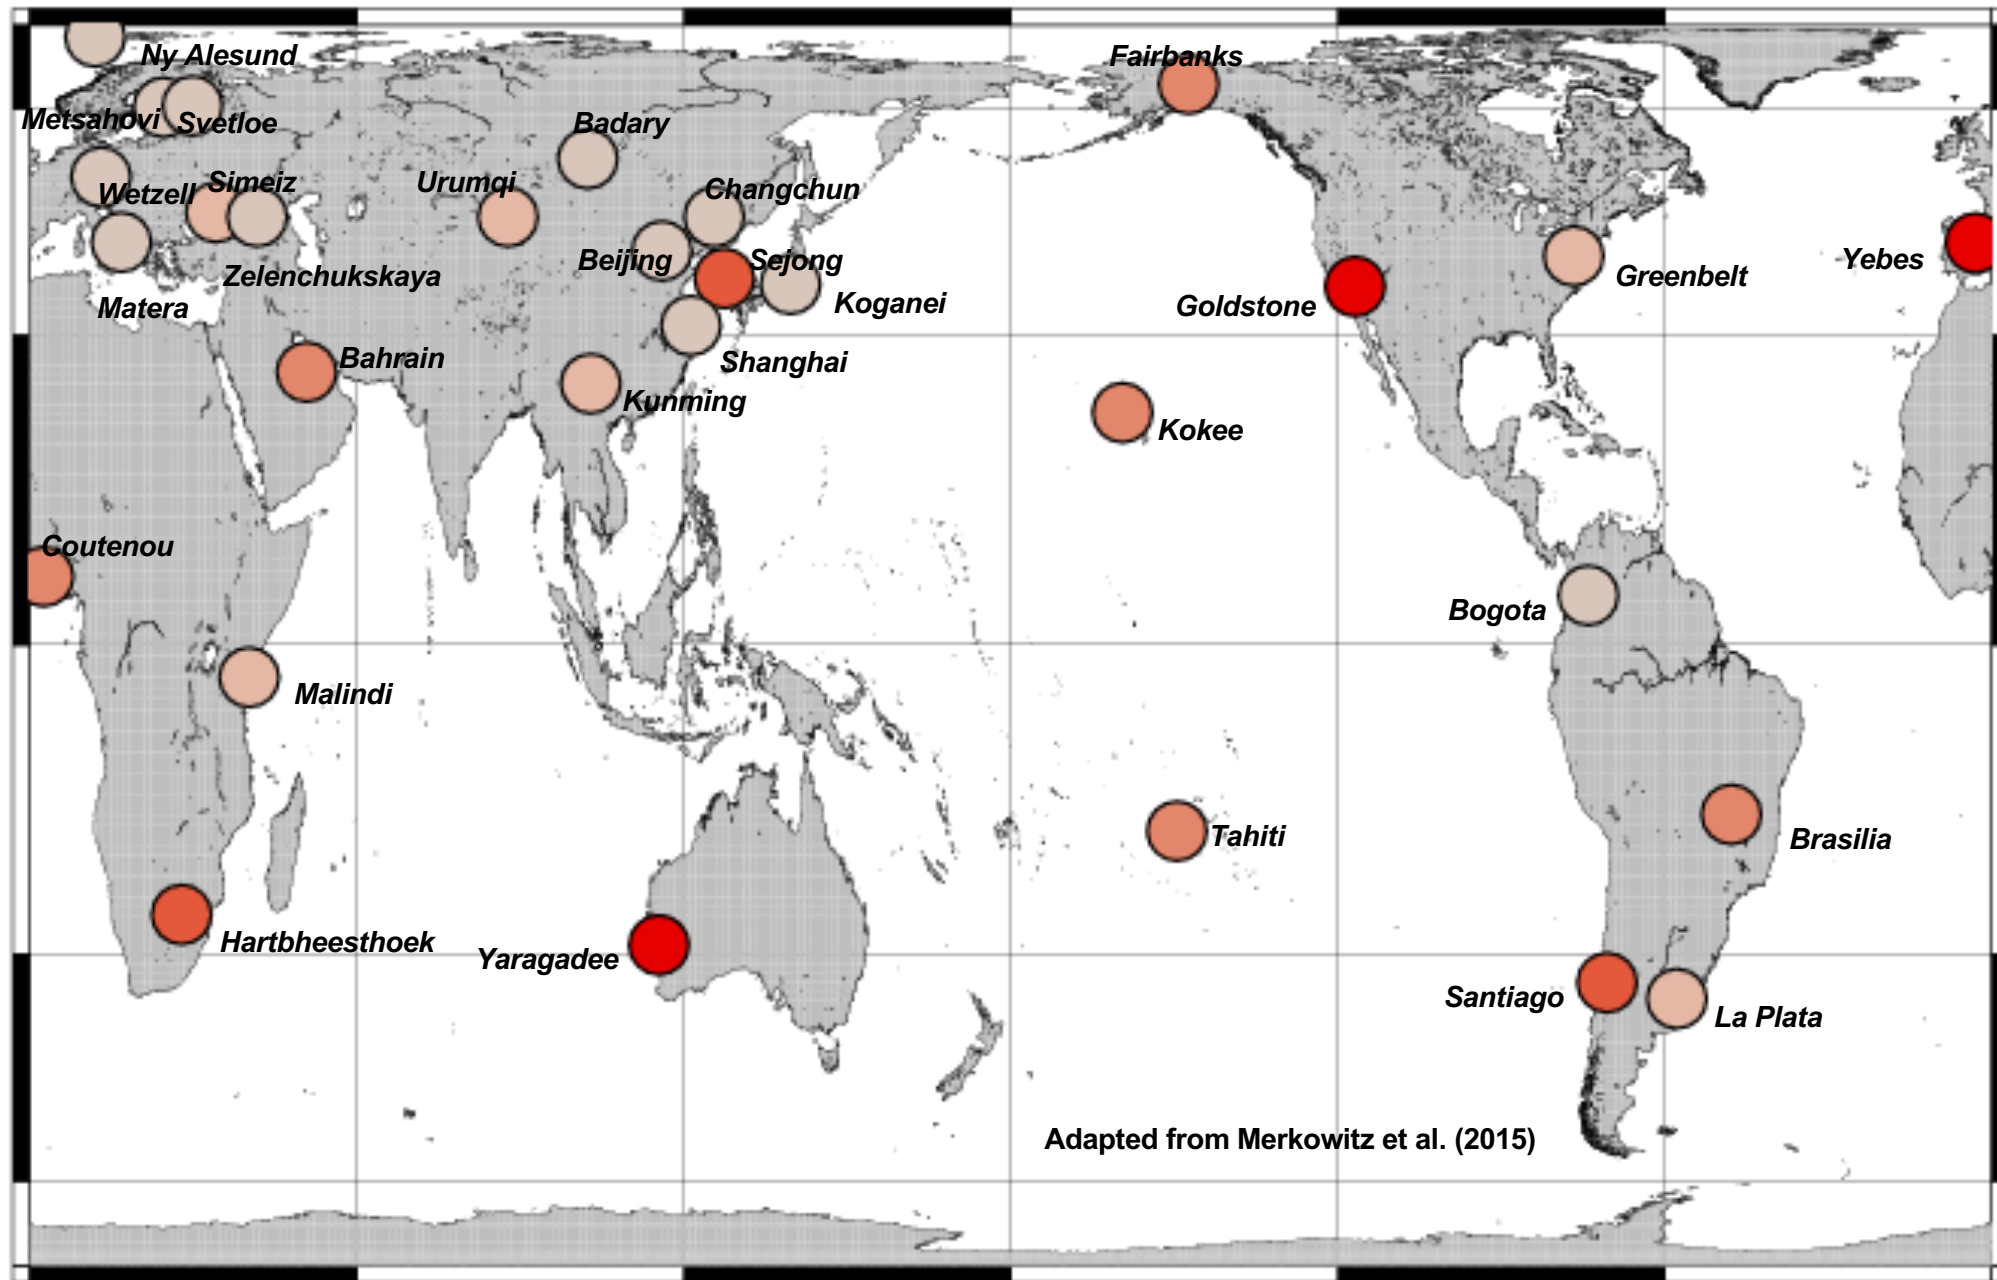 Ny Alesund
Fairbanks
Metsahovi
Svetloe
Badary
Wetzell
Simeiz
Urumqi
Changchun
Beijing
Sejong
Yebes
Zelenchukskaya
Greenbelt
Matera
Koganei
Goldstone
Bahrain
Shanghai
Kunming
Kokee
Coutenou
Bogota
Malindi
Tahiti
Brasilia
Hartbheesthoek
Yaragadee
Santiago
La Plata
Adapted from Merkowitz et al. (2015)